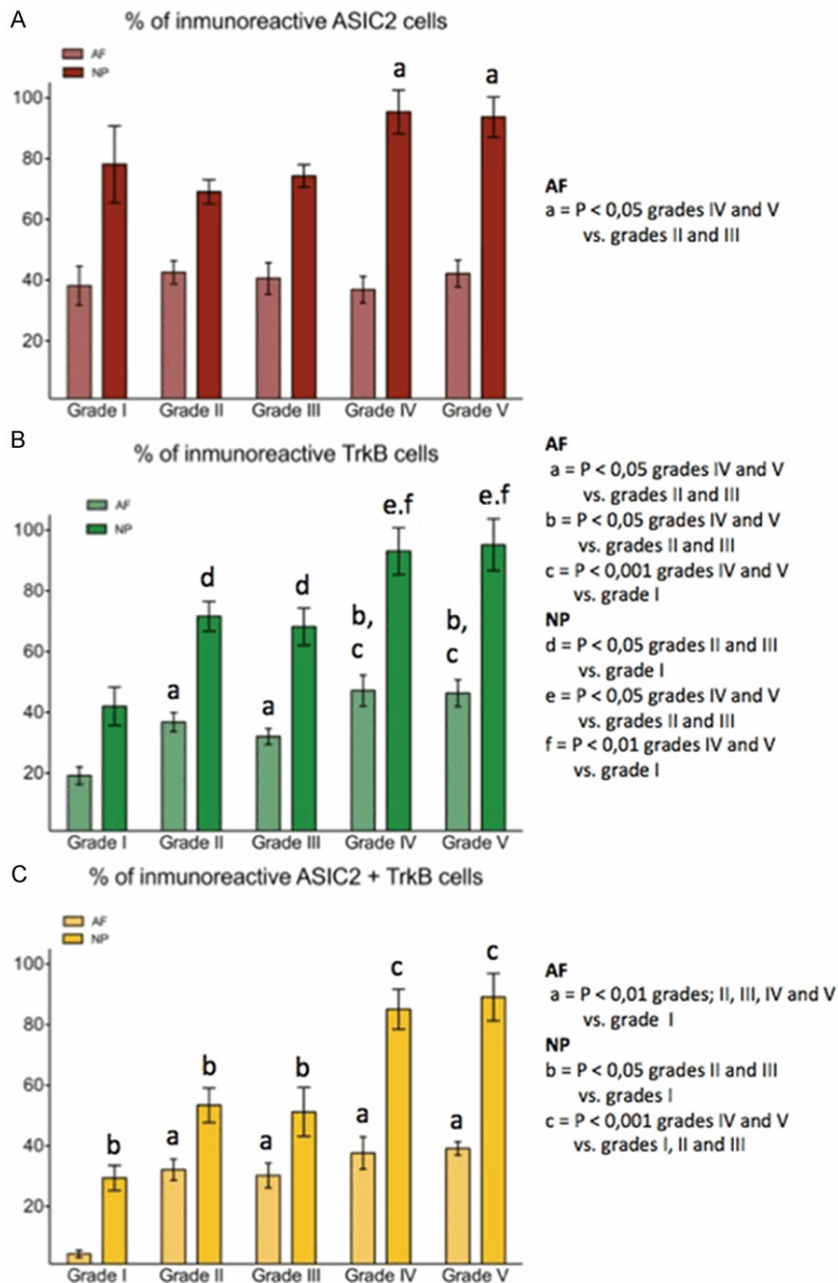 A
% of inmunoreactive ASIC2 cells
AF
NP
a
a
100
80
60
40
20
Grade I
Grade II
Grade III
Grade IV
Grade V
AF
a = P < 0,05 grades IV and V
vs. grades II and III
B
% of inmunoreactive TrkB cells
AF
NP
e.f
e.f
d
d
b,
c
b,
c
a
a
100
80
60
40
20
Grade I
Grade II
Grade III
Grade IV
Grade V
AF
a = P < 0,05 grades IV and V
vs. grades II and III
b = P < 0,05 grades IV and V
vs. grades II and III
c = P < 0,001 grades IV and V
vs. grade I
NP
d = P < 0,05 grades II and III
vs. grade I
e = P < 0,05 grades IV and V
vs. grades II and III
f = P < 0,01 grades IV and V
vs. grade I
C
% of inmunoreactive ASIC2 + TrkB cells
AF
NP
c
c
b
b
b
a
a
a
a
100
80
60
40
20
Grade I
Grade II
Grade III
Grade IV
Grade V
AF
a = P < 0,01 grades; II, III, IV and V
vs. grade I
NP
b = P < 0,05 grades II and III
vs. grades I
c = P < 0,001 grades IV and V
vs. grades I, II and III